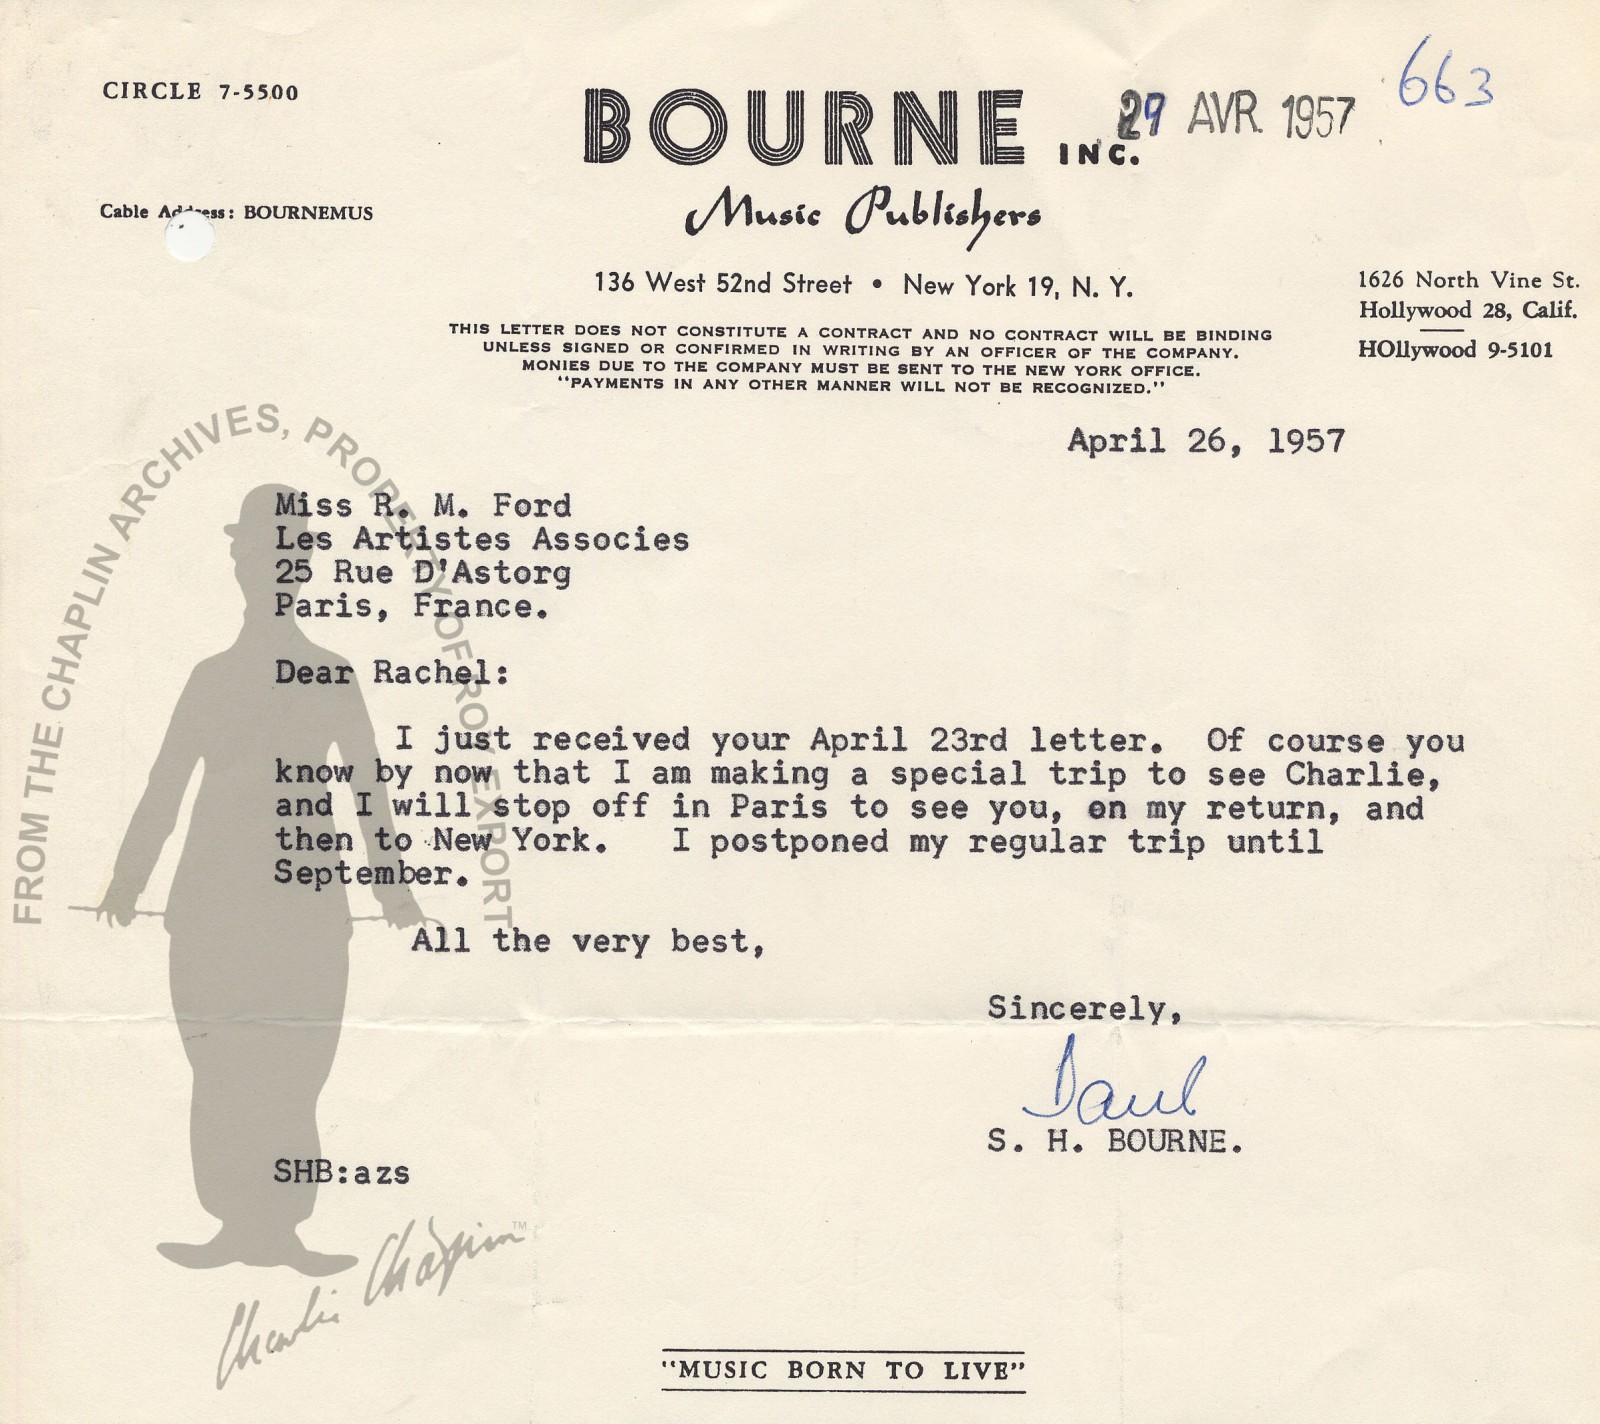 CIRCLE 7-5500
BOURNE INC.
29 AVR. 1957
663
Music Publishers
Cable Address: BOURNEMUS
136 West 52nd Street • New York 19, N. Y.
1626 North Vine St.
Hollywood 28, Calif.
HOllywood 9-5101
THIS LETTER DOES NOT CONSTITUTE A CONTRACT AND NO CONTRACT WILL BE BINDING
UNLESS SIGNED OR CONFIRMED IN WRITING BY AN OFFICER OF THE COMPANY.
MONIES DUE TO THE COMPANY MUST BE SENT TO THE NEW YORK OFFICE.
"PAYMENTS IN ANY OTHER MANNER WILL NOT BE RECOGNIZED."
April 26, 1957
Miss R. M. Ford
Les Artistes Associes
25 Rue D'Astorg
Paris, France.
Dear Rachel:
I just received your April 23rd letter. Of course you
know by now that I am making a special trip to see Charlie,
and I will stop off in Paris to see you, on my return, and
then to New York. I postponed my regular trip until
September.
All the very best,
Sincerely,
Saul
S. H. BOURNE.
SHB:azs
"MUSIC BORN TO LIVE"
FROM THE CHAPLIN ARCHIVES, PROPERTY OF ROY EXPORT
Charlie Chaplin™